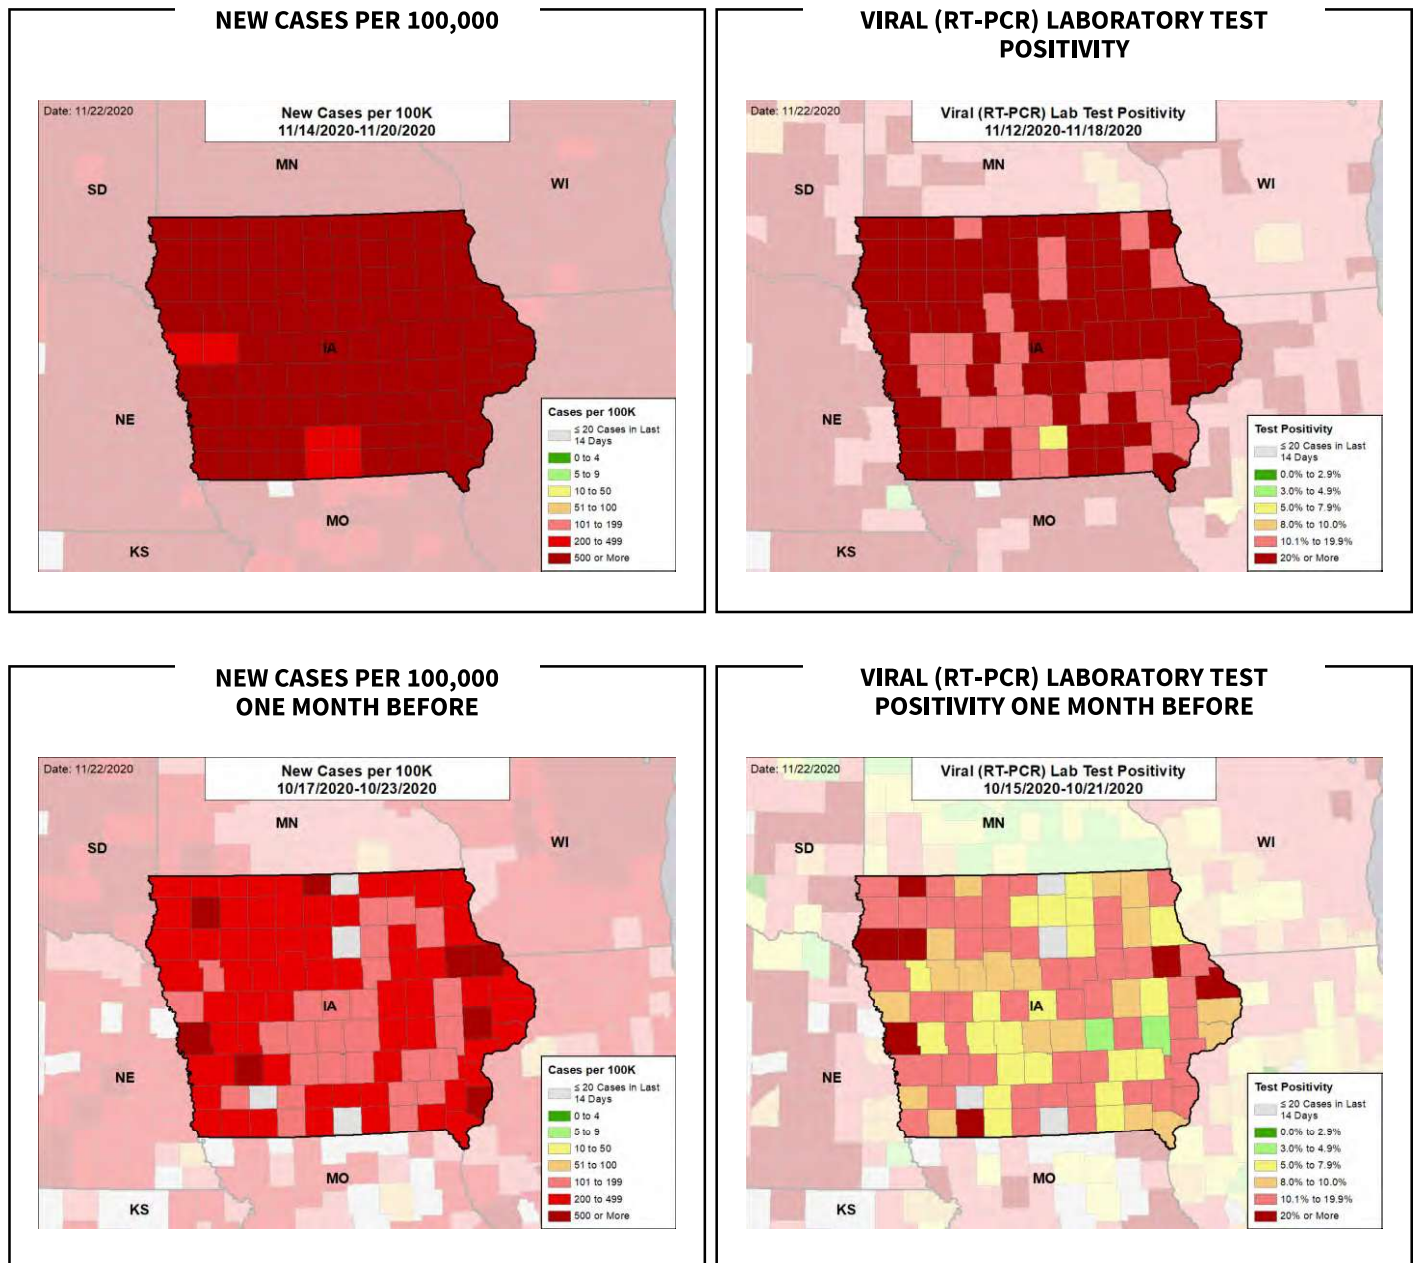 NEW CASES PER 100,000
Date: 11/22/2020
New Cases per 100K
11/14/2020-11/20/2020
MN
SD
WI
IA
NE
MO
KS
Cases per 100K
≤ 20 Cases in Last
14 Days
0 to 4
5 to 9
10 to 50
51 to 100
101 to 199
200 to 499
500 or More
VIRAL (RT-PCR) LABORATORY TEST
POSITIVITY
Date: 11/22/2020
Viral (RT-PCR) Lab Test Positivity
11/12/2020-11/18/2020
MN
SD
WI
IA
NE
MO
KS
Test Positivity
≤ 20 Cases in Last
14 Days
0.0% to 2.9%
3.0% to 4.9%
5.0% to 7.9%
8.0% to 10.0%
10.1% to 19.9%
20% or More
NEW CASES PER 100,000
ONE MONTH BEFORE
Date: 11/22/2020
New Cases per 100K
10/17/2020-10/23/2020
MN
SD
WI
IA
NE
MO
KS
Cases per 100K
≤ 20 Cases in Last
14 Days
0 to 4
5 to 9
10 to 50
51 to 100
101 to 199
200 to 499
500 or More
VIRAL (RT-PCR) LABORATORY TEST
POSITIVITY ONE MONTH BEFORE
Date: 11/22/2020
Viral (RT-PCR) Lab Test Positivity
10/15/2020-10/21/2020
MN
SD
WI
IA
NE
MO
KS
Test Positivity
≤ 20 Cases in Last
14 Days
0.0% to 2.9%
3.0% to 4.9%
5.0% to 7.9%
8.0% to 10.0%
10.1% to 19.9%
20% or More